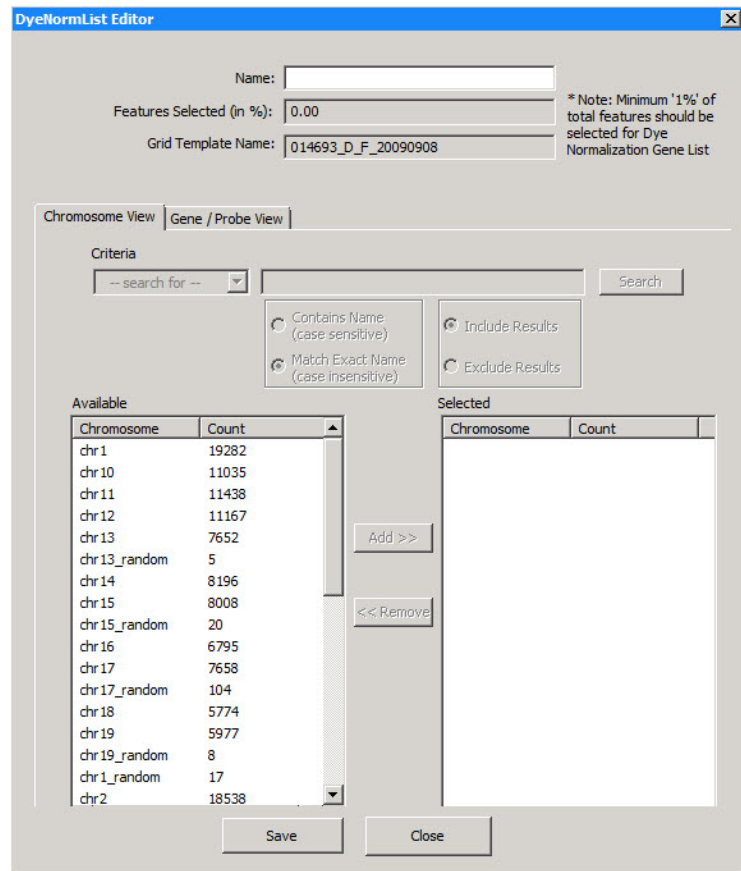 DyeNormList Editor
Name:
Features Selected (in %): 0.00
Grid Template Name: 014693_D_F_20090908
* Note: Minimum '1%' of
total features should be
selected for Dye
Normalization Gene List
Chromosome View Gene / Probe View
Criteria
-- search for -- Search
Contains Name
(case sensitive)
Match Exact Name
(case insensitive)
Include Results
Exclude Results
Available
Chromosome Count
chr1 19282
chr10 11035
chr11 11438
chr12 11167
chr13 7652
chr13_random 5
chr14 8196
chr15 8008
chr15_random 20
chr16 6795
chr17 7658
chr17_random 104
chr18 5774
chr19 5977
chr19_random 8
chr1_random 17
chr2 18538
Add >>
<< Remove
Selected
Chromosome Count
Save Close